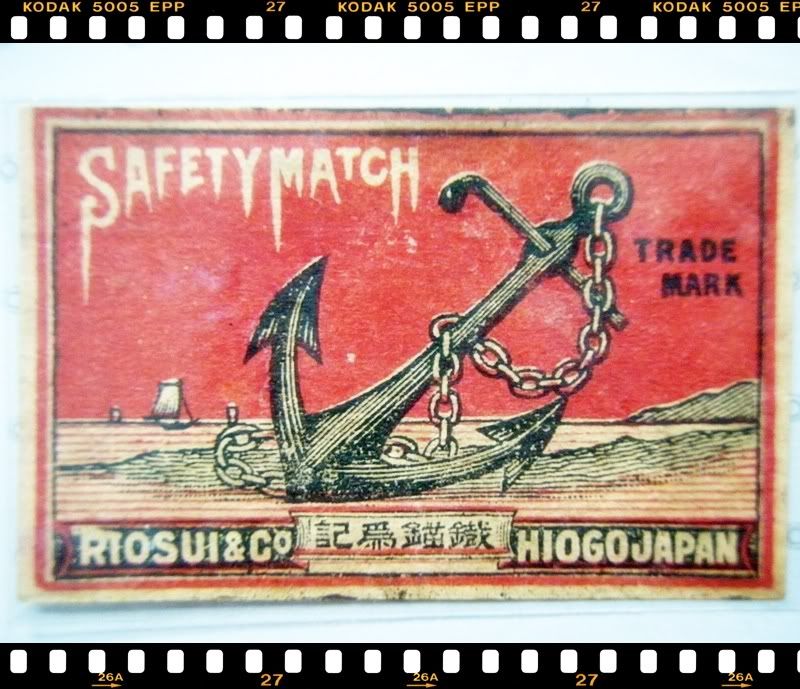 KODAK 5005 EPP 27 KODAK 5005 EPP 27 KODAK 5005 EPP
SAFETY MATCH
TRADE
MARK
RIOSUI & Co 記爲錨鐵 HIOGO JAPAN
26A 27 26A 27 26A